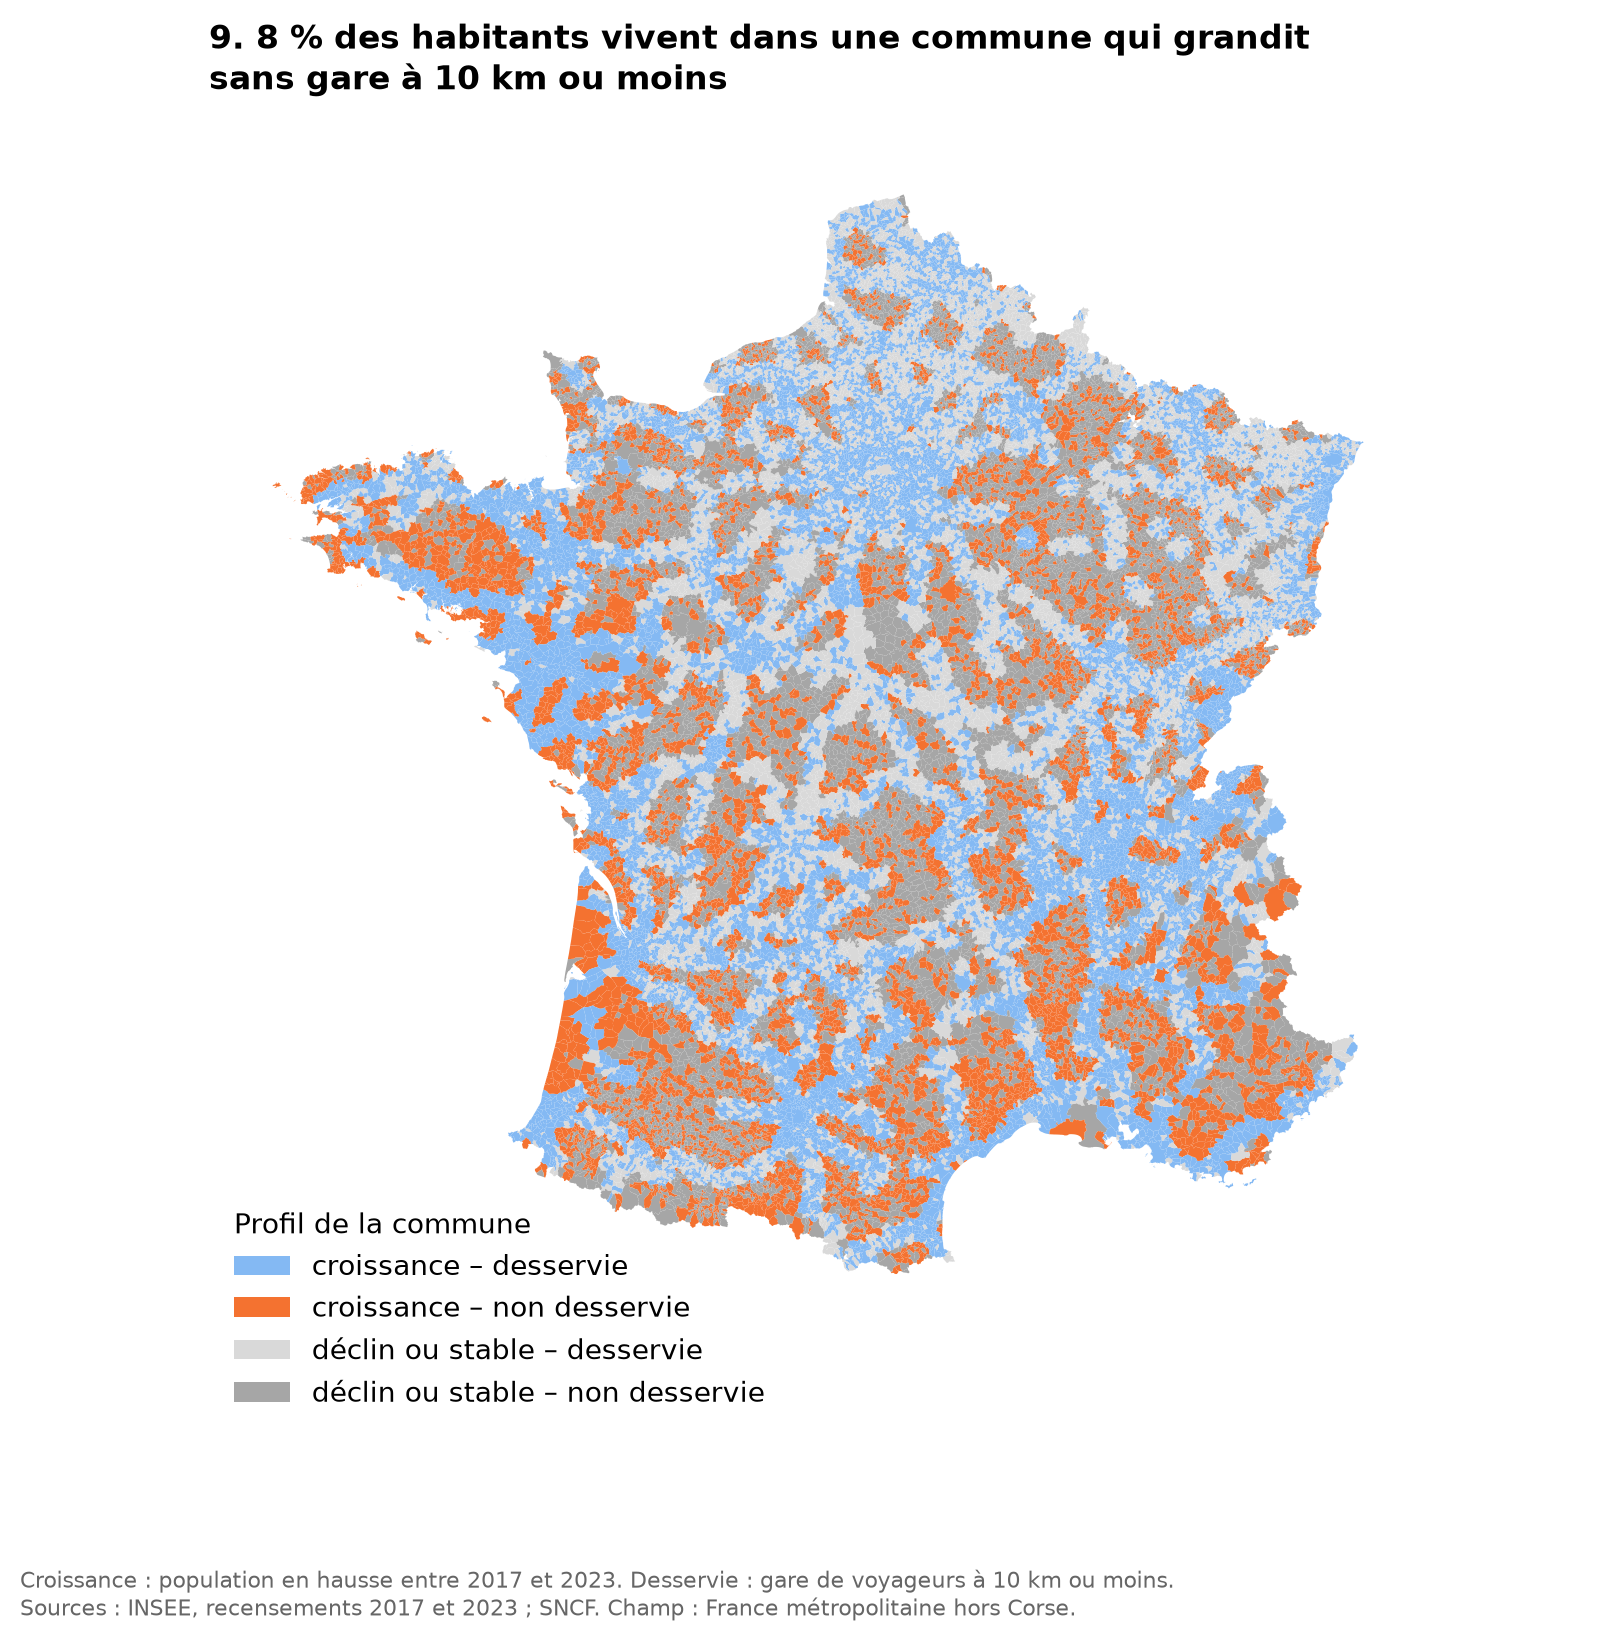 9. 8 % des habitants vivent dans une commune qui grandit
sans gare à 10 km ou moins
Profil de la commune
croissance – desservie
croissance – non desservie
déclin ou stable – desservie
déclin ou stable – non desservie
Croissance : population en hausse entre 2017 et 2023. Desservie : gare de voyageurs à 10 km ou moins.
Sources : INSEE, recensements 2017 et 2023 ; SNCF. Champ : France métropolitaine hors Corse.